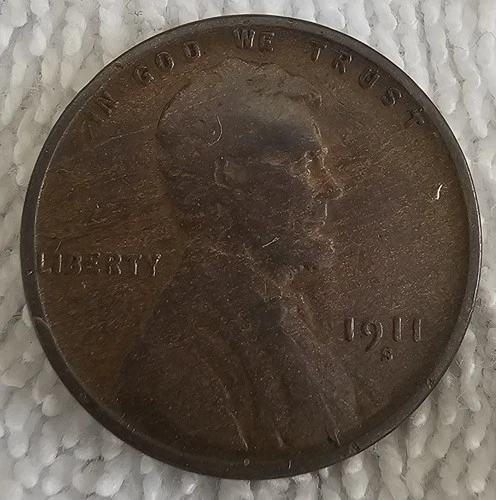 IN GOD WE TRUST
LIBERTY
1911
S